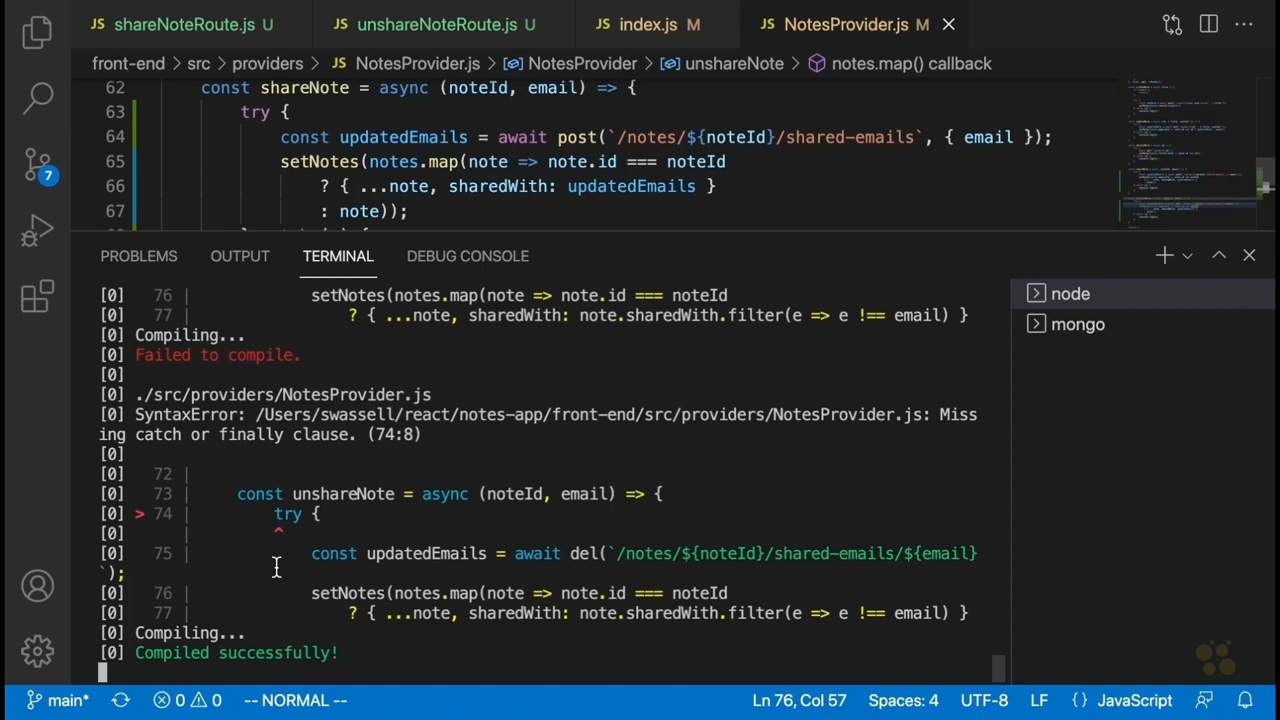 JS shareNoteRoute.js U JS unshareNoteRoute.js U JS index.js M JS NotesProvider.js M
front-end > src > providers > JS NotesProvider.js > NotesProvider > unshareNote > notes.map() callback
62 const shareNote = async (noteId, email) => {
63 try {
64 const updatedEmails = await post(`/notes/${noteId}/shared-emails`, { email });
65 setNotes(notes.map(note => note.id === noteId
66 ? { ...note, sharedWith: updatedEmails }
67 : note));
PROBLEMS OUTPUT TERMINAL DEBUG CONSOLE
[0] 76 | setNotes(notes.map(note => note.id === noteId
[0] 77 | ? { ...note, sharedWith: note.sharedWith.filter(e => e !== email) }
[0] Compiling...
[0] Failed to compile.
[0]
[0] ./src/providers/NotesProvider.js
[0] SyntaxError: /Users/swassell/react/notes-app/front-end/src/providers/NotesProvider.js: Miss
ing catch or finally clause. (74:8)
[0]
[0] 72 |
[0] 73 | const unshareNote = async (noteId, email) => {
[0] > 74 | try {
[0] | ^
[0] 75 | const updatedEmails = await del(`/notes/${noteId}/shared-emails/${email}
`);
[0] 76 | setNotes(notes.map(note => note.id === noteId
[0] 77 | ? { ...note, sharedWith: note.sharedWith.filter(e => e !== email) }
[0] Compiling...
[0] Compiled successfully!
node
mongo
7
main* 0 0 -- NORMAL -- Ln 76, Col 57 Spaces: 4 UTF-8 LF {} JavaScript